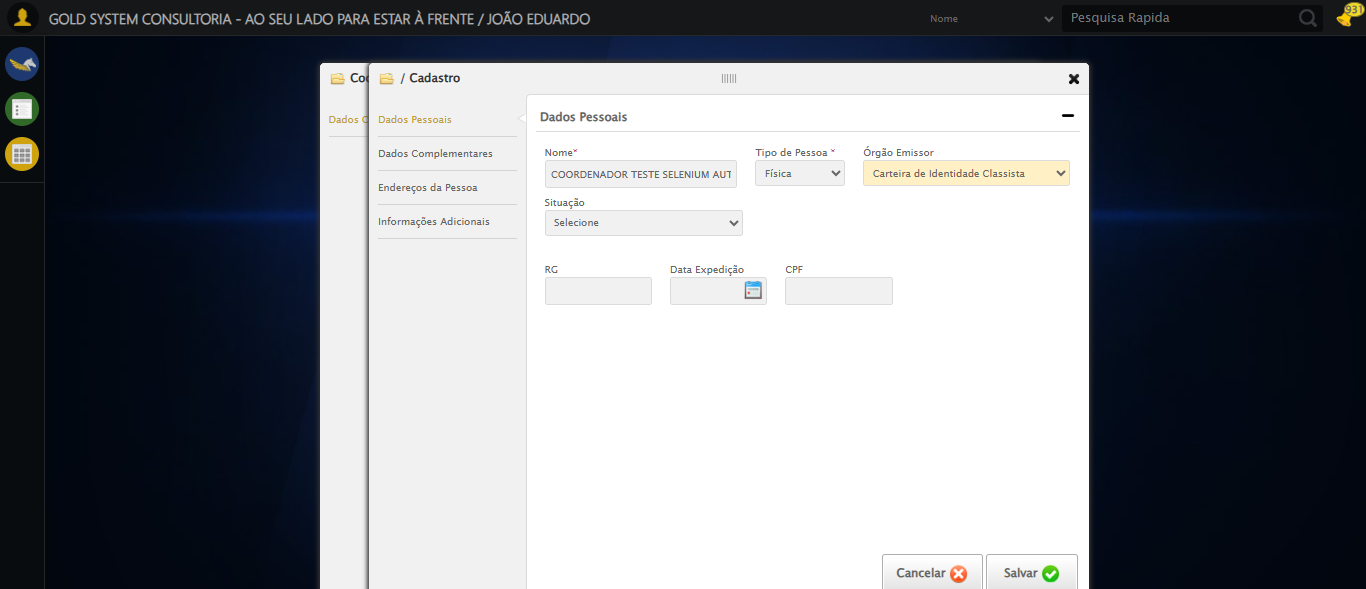 GOLD SYSTEM CONSULTORIA - AO SEU LADO PARA ESTAR À FRENTE / JOÃO EDUARDO
Nome
Pesquisa Rapida
931
/ Cadastro
Dados Pessoais
Dados Complementares
Endereços da Pessoa
Informações Adicionais
Dados Pessoais
Nome*
Tipo de Pessoa *
Órgão Emissor
COORDENADOR TESTE SELENIUM AUT
Física
Carteira de Identidade Classista
Situação
Selecione
RG
Data Expedição
CPF
Cancelar
Salvar